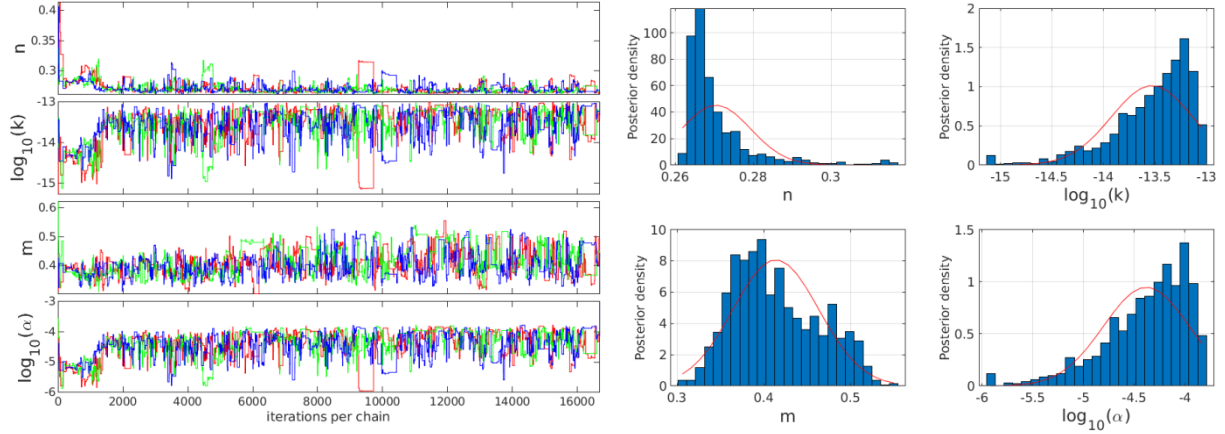 0.4
0.35
n
0.3
-13
log10(k)
-14
-15
0.6
0.5
m
0.4
-3
log10(α)
-4
-5
-6
0 2000 4000 6000 8000 10000 12000 14000 16000
iterations per chain
Posterior density
100
80
60
40
20
0
0.26 0.28 0.3
n
Posterior density
2
1.5
1
0.5
0
-15 -14.5 -14 -13.5 -13
log10(k)
Posterior density
10
8
6
4
2
0
0.3 0.4 0.5
m
Posterior density
1.5
1
0.5
0
-6 -5.5 -5 -4.5 -4
log10(α)